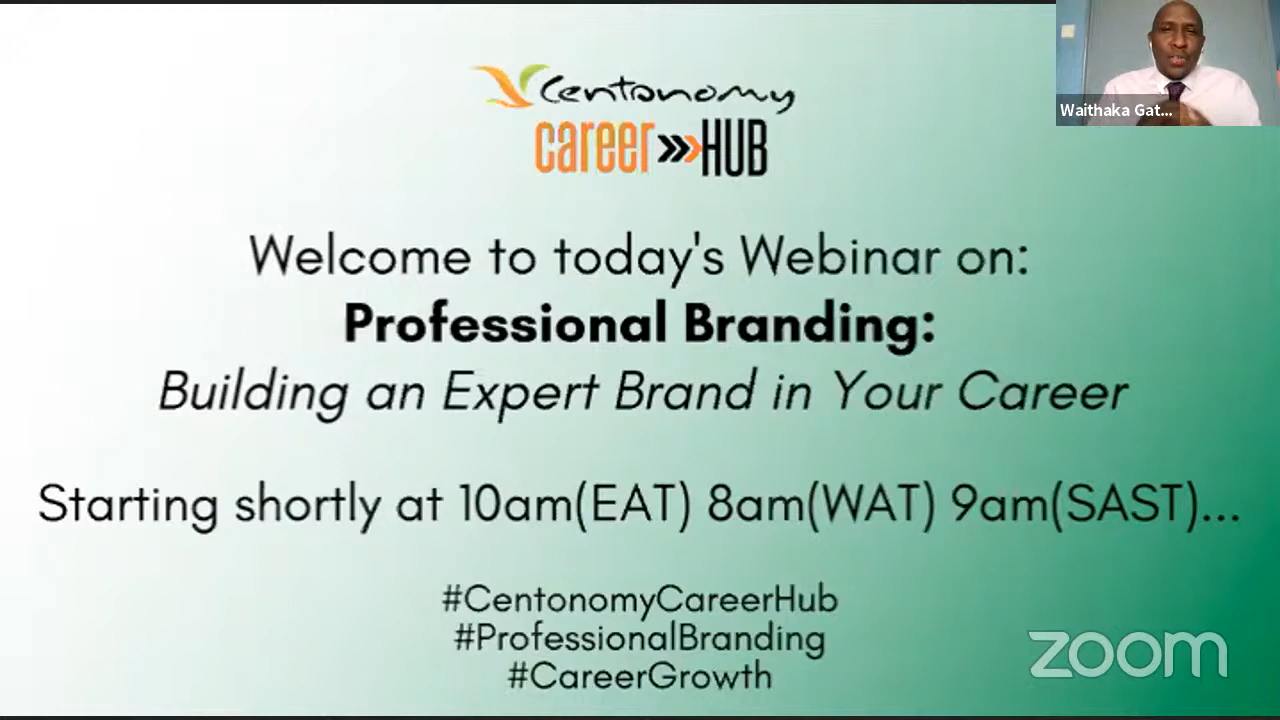 Centonomy
career HUB
Waithaka Gat...
Welcome to today's Webinar on:
Professional Branding:
Building an Expert Brand in Your Career
Starting shortly at 10am(EAT) 8am(WAT) 9am(SAST)...
#CentonomyCareerHub
#ProfessionalBranding
#CareerGrowth
zoom